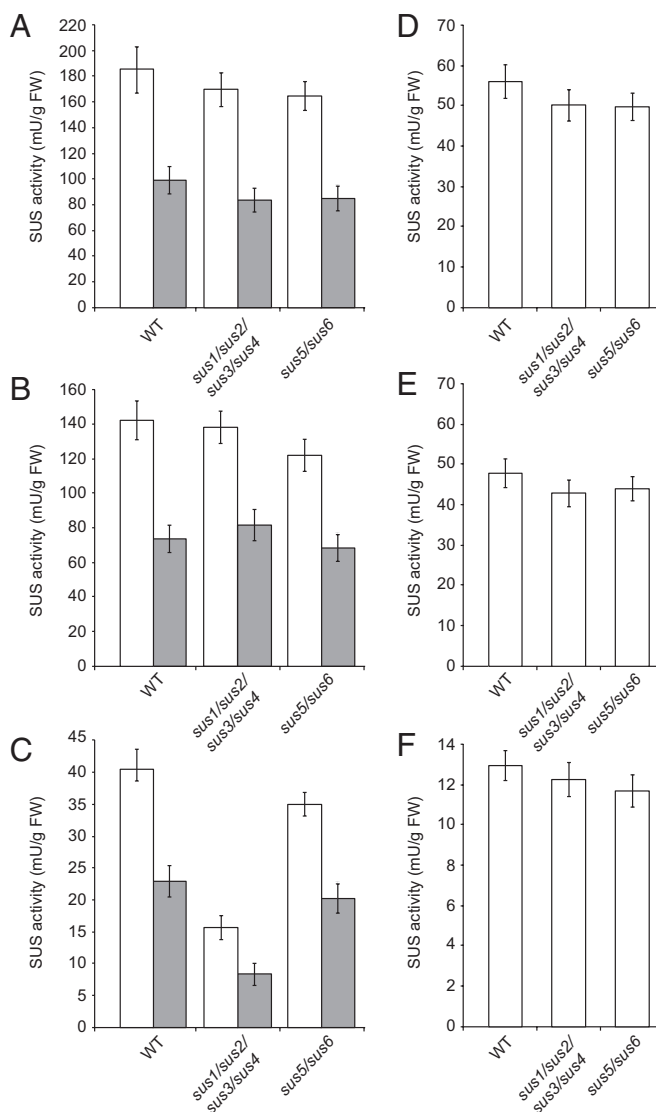 A
SUS activity (mU/g FW)
220
200
180
160
140
120
100
80
60
40
20
0
WT
sus1/sus2/
sus3/sus4
sus5/sus6
D
SUS activity (mU/g FW)
70
60
50
40
30
20
10
0
WT
sus1/sus2/
sus3/sus4
sus5/sus6
B
SUS activity (mU/g FW)
160
140
120
100
80
60
40
20
0
WT
sus1/sus2/
sus3/sus4
sus5/sus6
E
SUS activity (mU/g FW)
70
60
50
40
30
20
10
0
WT
sus1/sus2/
sus3/sus4
sus5/sus6
C
SUS activity (mU/g FW)
45
40
35
30
25
20
15
10
5
0
WT
sus1/sus2/
sus3/sus4
sus5/sus6
F
SUS activity (mU/g FW)
14
12
10
8
6
4
2
0
WT
sus1/sus2/
sus3/sus4
sus5/sus6